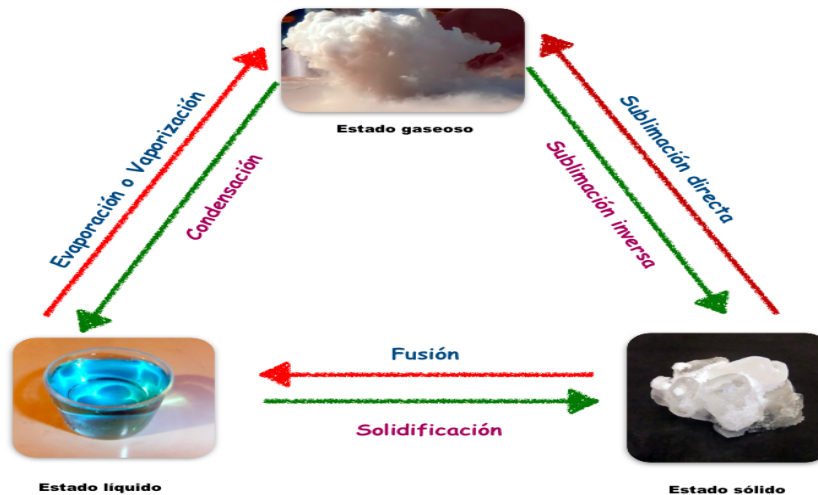 Estado gaseoso
Evaporación o Vaporización
Condensación
Sublimación directa
Sublimación inversa
Fusión
Solidificación
Estado líquido
Estado sólido